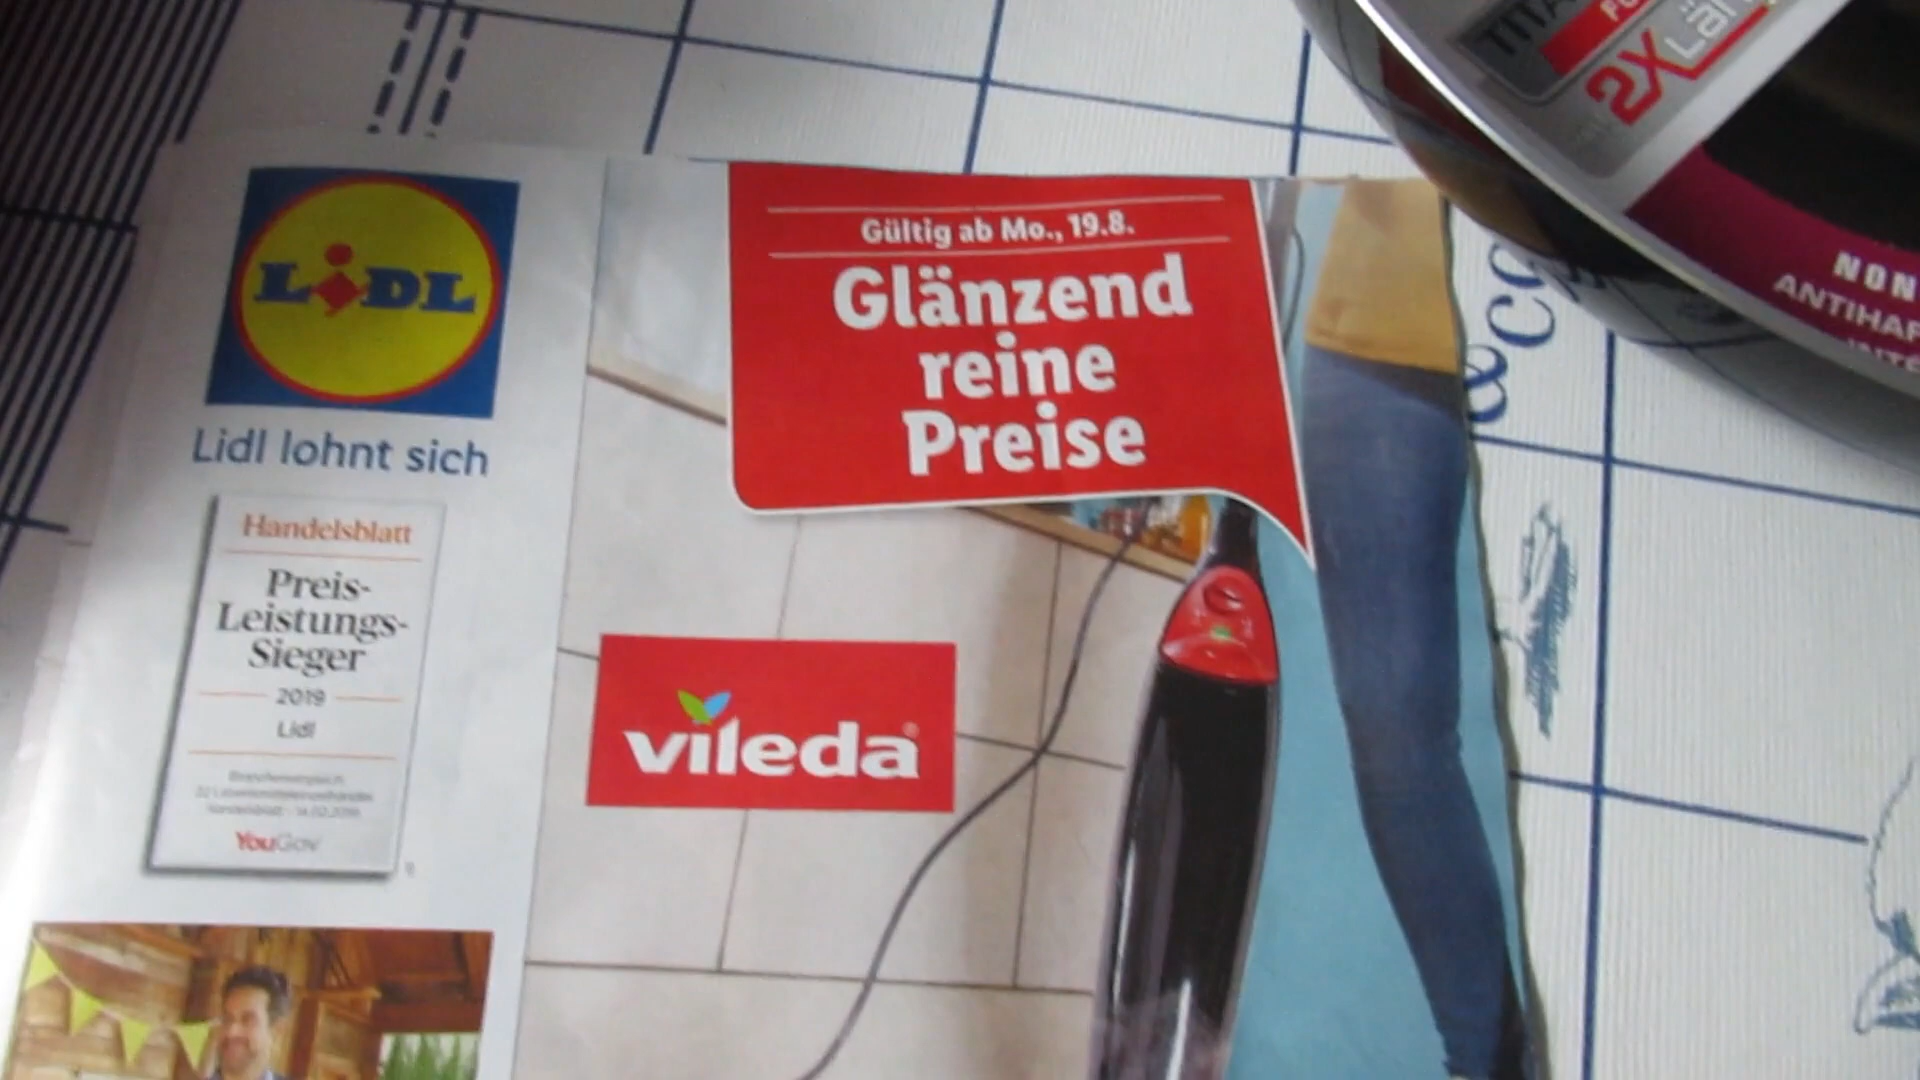 LiDL
Lidl lohnt sich
Handelsblatt
Preis-
Leistungs-
Sieger
2019
Lidl
YouGov
Gültig ab Mo., 19.8.
Glänzend
reine
Preise
vileda®
2X
NON
ANTIHAF
&